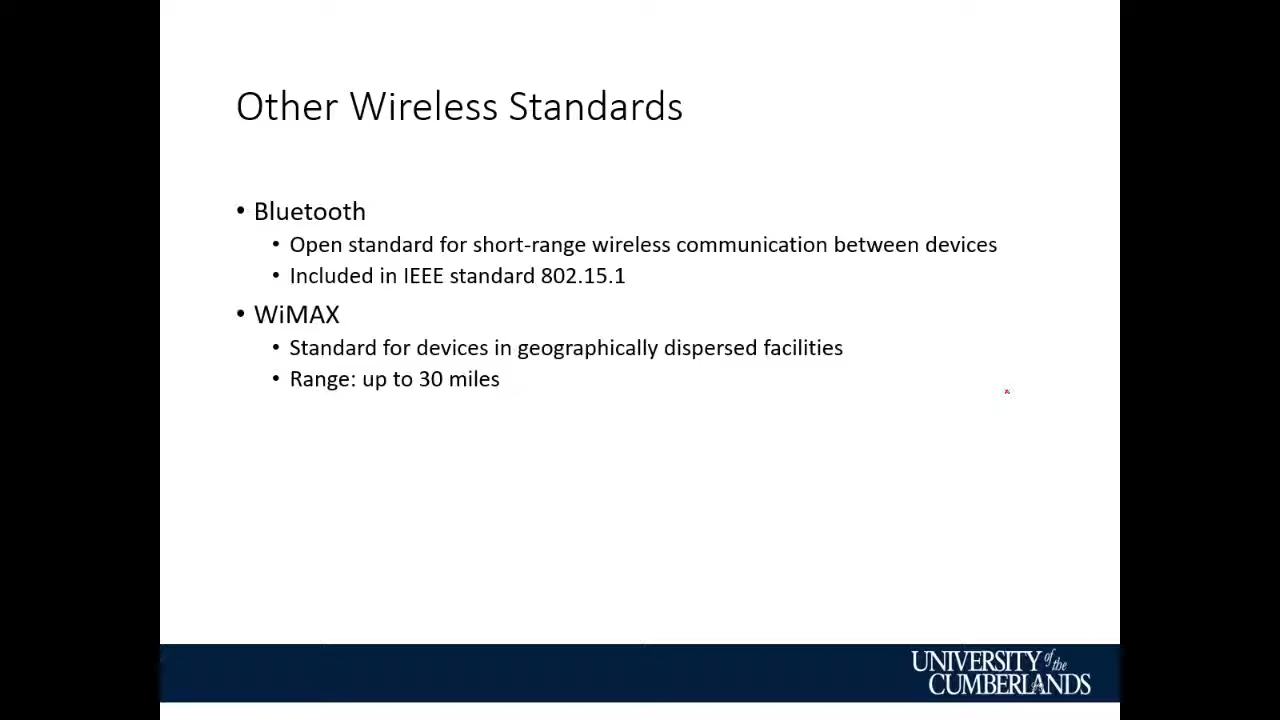 Other Wireless Standards
• Bluetooth
• Open standard for short-range wireless communication between devices
• Included in IEEE standard 802.15.1
• WiMAX
• Standard for devices in geographically dispersed facilities
• Range: up to 30 miles
UNIVERSITY of the
CUMBERLANDS